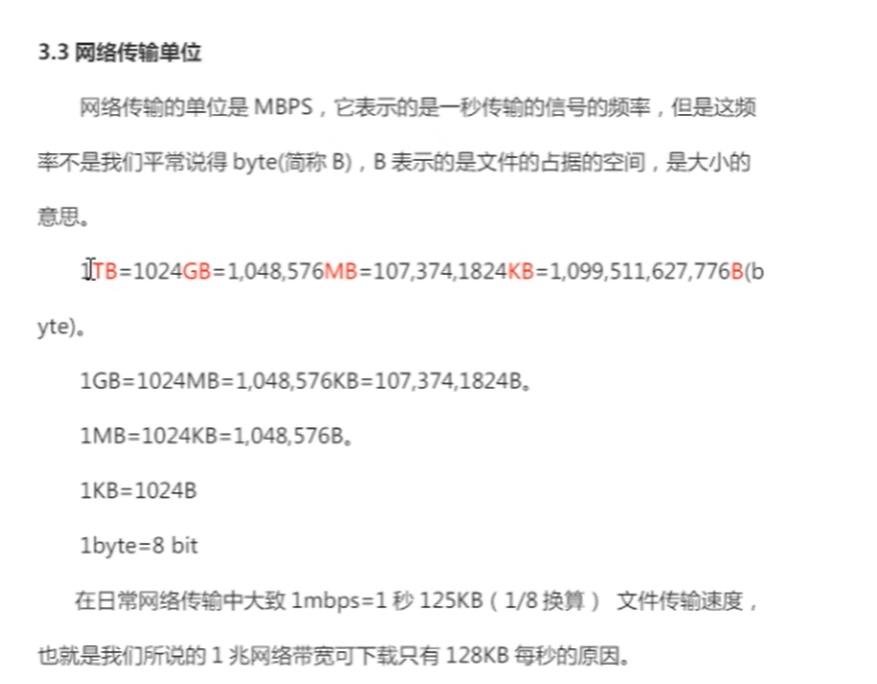 3.3 网络传输单位
网络传输的单位是 MBPS，它表示的是一秒传输的信号的频率，但是这频
率不是我们平常说得 byte(简称 B)，B 表示的是文件的占据的空间，是大小的
意思。
1TB=1024GB=1,048,576MB=107,374,1824KB=1,099,511,627,776B(b
yte)。
1GB=1024MB=1,048,576KB=107,374,1824B。
1MB=1024KB=1,048,576B。
1KB=1024B
1byte=8 bit
在日常网络传输中大致 1mbps=1 秒 125KB（1/8 换算） 文件传输速度，
也就是我们所说的 1 兆网络带宽可下载只有 128KB 每秒的原因。